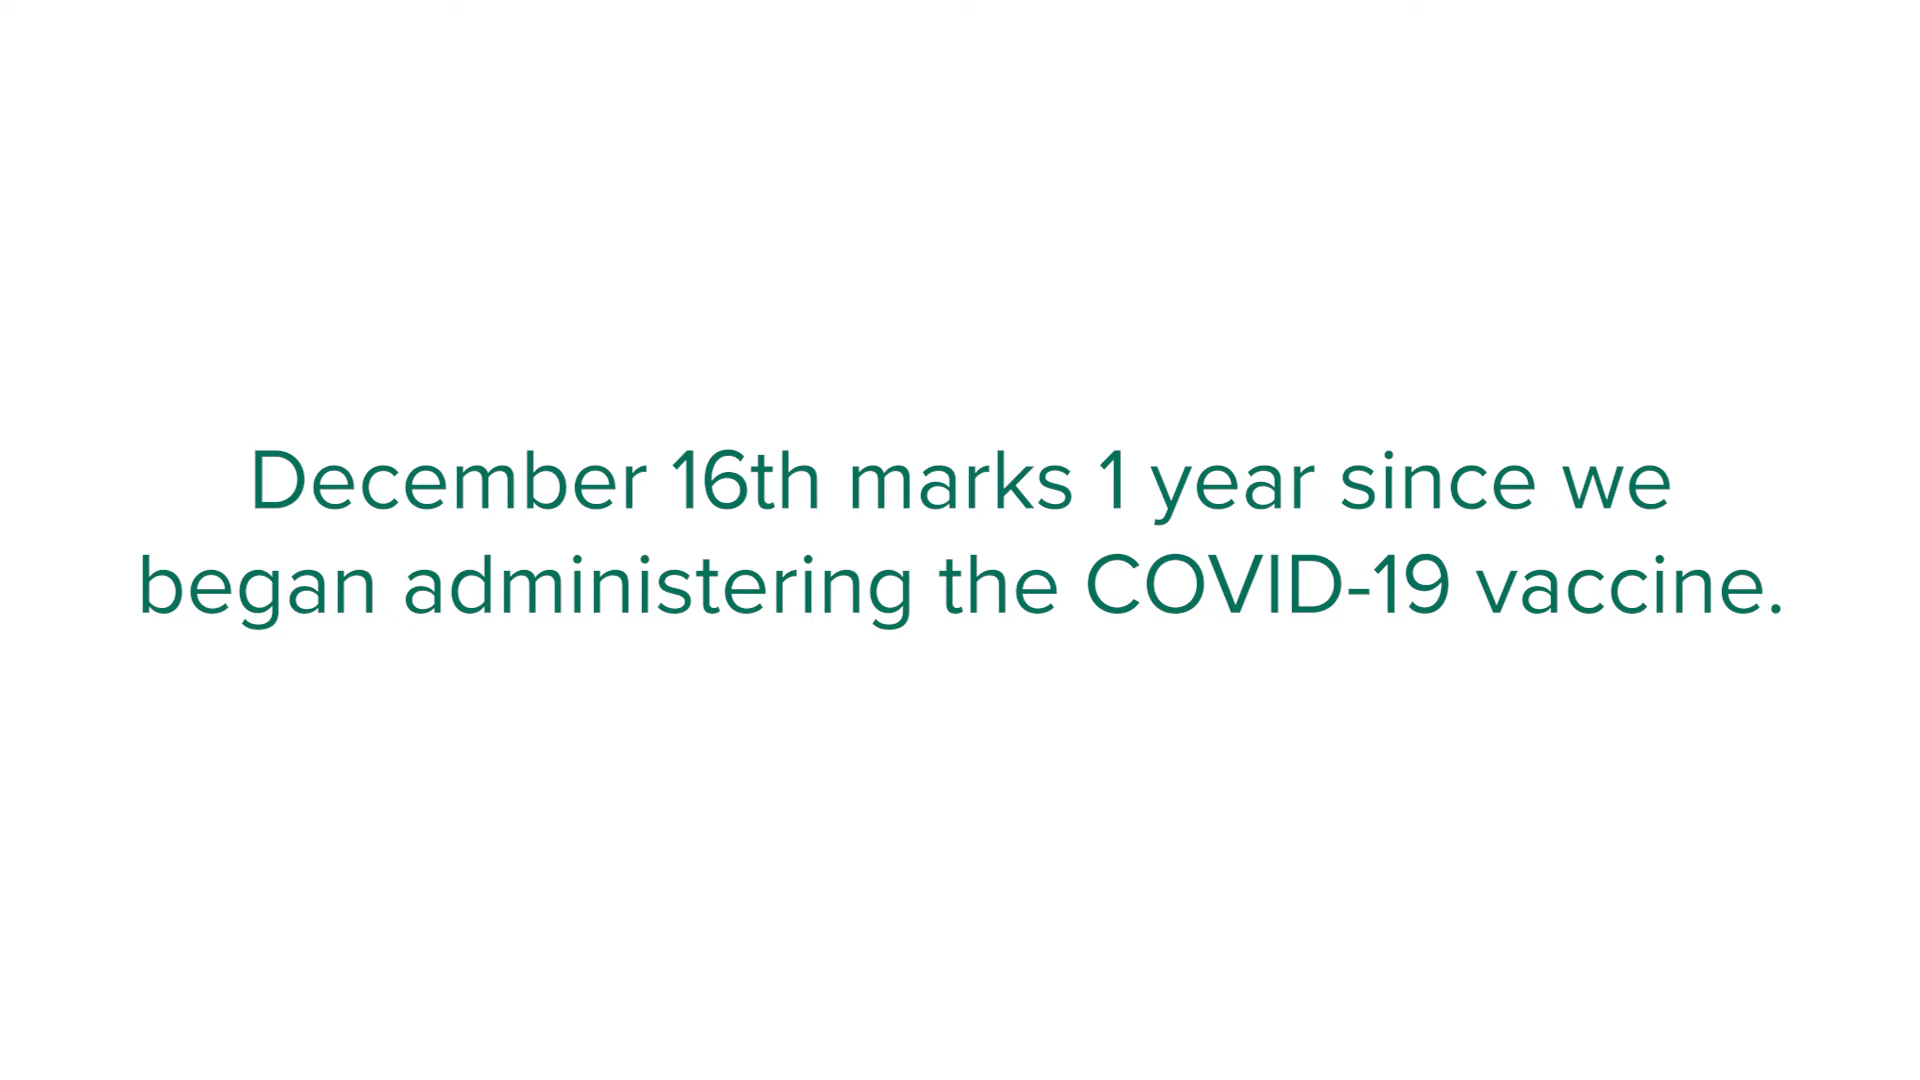 December 16th marks 1 year since we
began administering the COVID-19 vaccine.